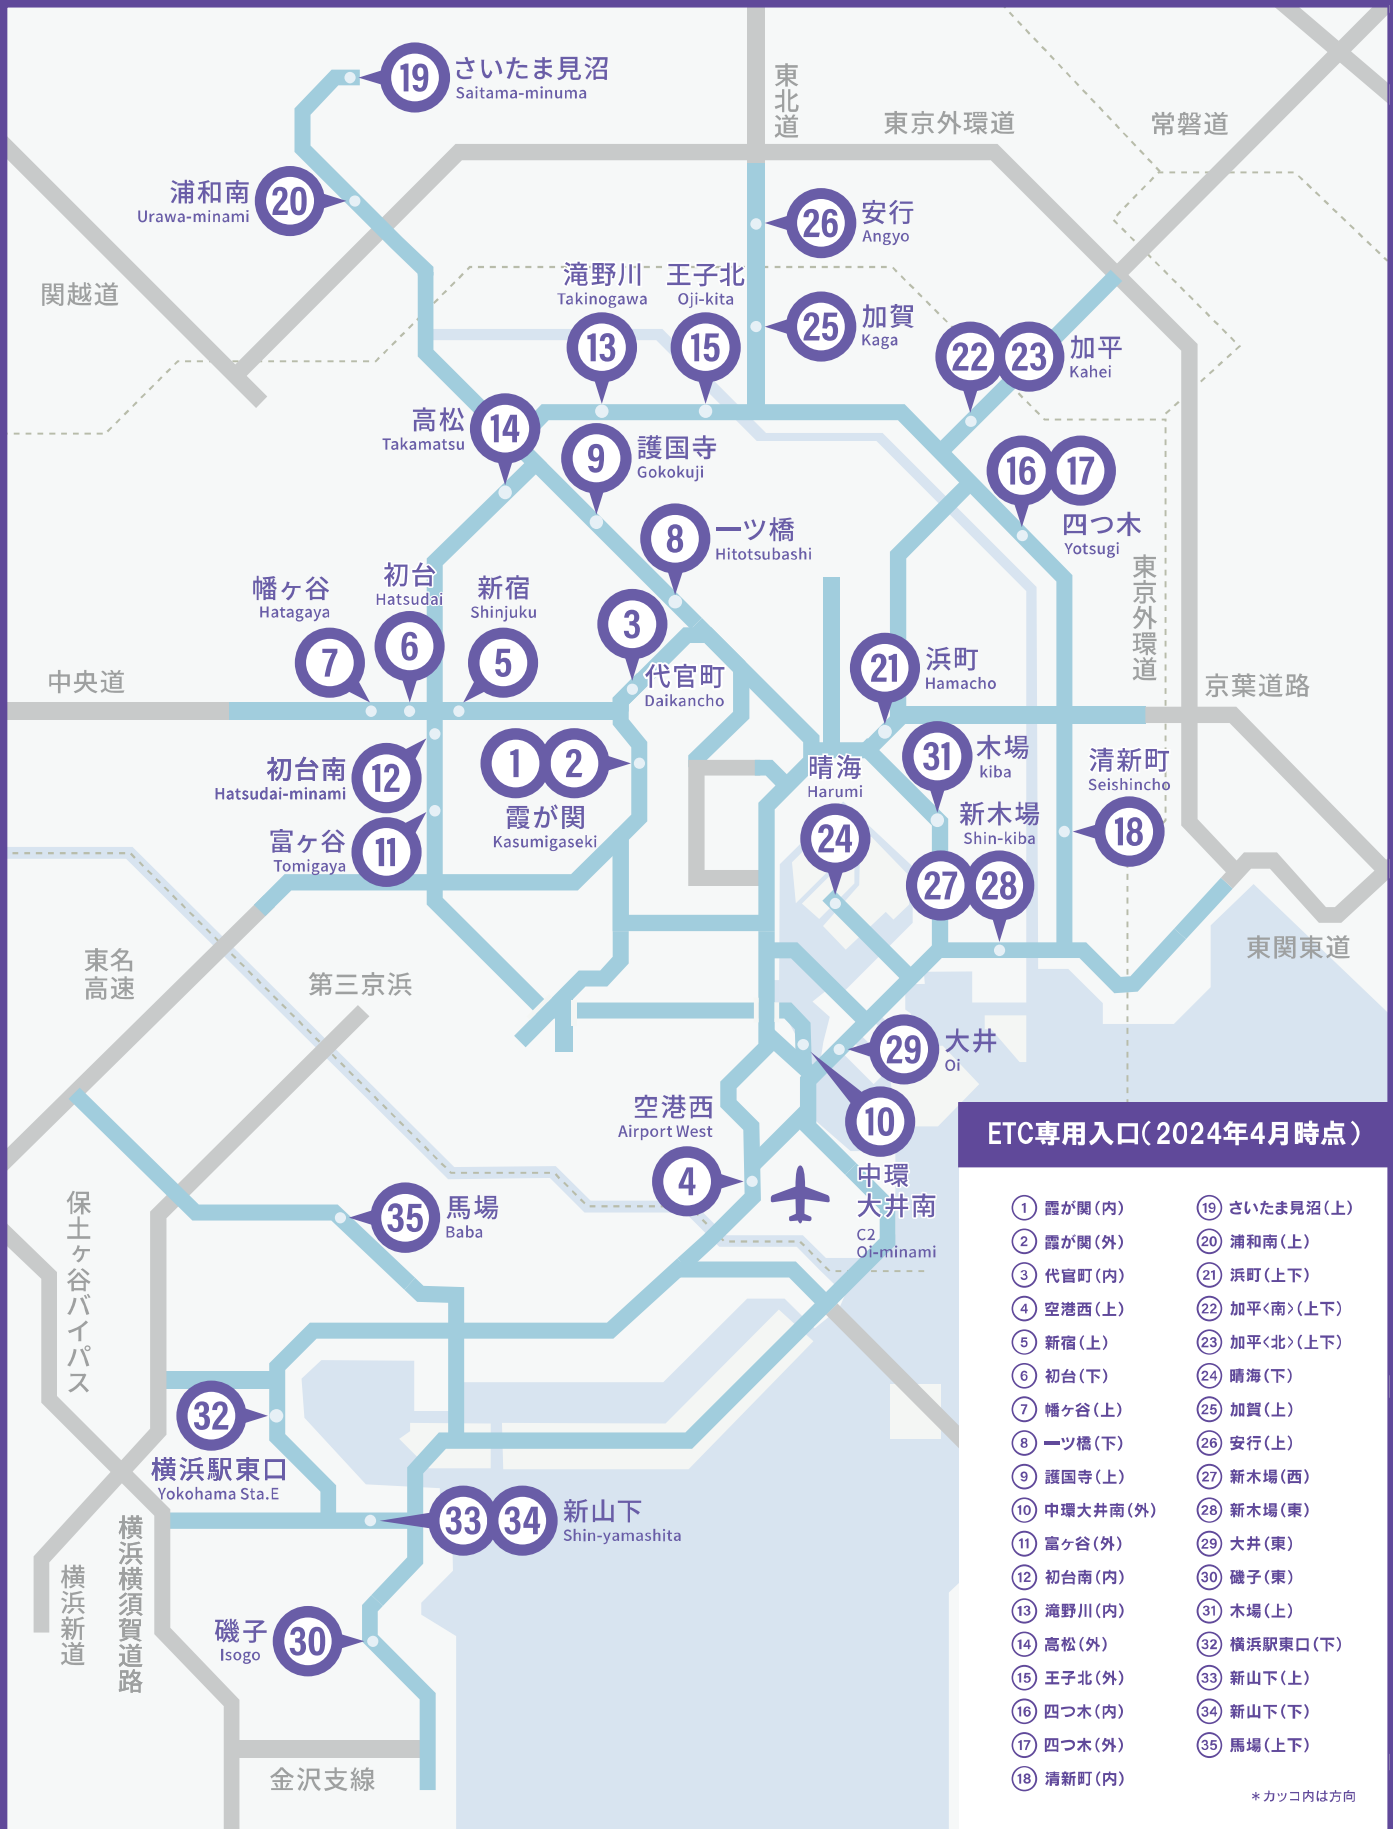 19
さいたま見沼
Saitama-minuma
東北道
東京外環道
常磐道
浦和南
Urawa-minami
20
26
安行
Angyo
関越道
滝野川
Takinogawa
王子北
Oji-kita
25
加賀
Kaga
13
15
22
23
加平
Kahei
高松
Takamatsu
14
9
護国寺
Gokokuji
16
17
四つ木
Yotsugi
8
一ツ橋
Hitotsubashi
東京外環道
幡ヶ谷
Hatagaya
初台
Hatsudai
新宿
Shinjuku
3
7
6
5
代官町
Daikancho
21
浜町
Hamacho
中央道
京葉道路
初台南
Hatsudai-minami
12
1
2
霞が関
Kasumigaseki
31
木場
kiba
晴海
Harumi
清新町
Seishincho
新木場
Shin-kiba
富ヶ谷
Tomigaya
11
24
18
27
28
東名
高速
第三京浜
東関東道
29
大井
Oi
空港西
Airport West
10
4
中環
大井南
C2
Oi-minami
保土ヶ谷バイパス
35
馬場
Baba
32
横浜駅東口
Yokohama Sta.E
横浜新道
横浜横須賀道路
33
34
新山下
Shin-yamashita
磯子
Isogo
30
金沢支線
ETC専用入口(2024年4月時点)
1 霞が関(内)
2 霞が関(外)
3 代官町(内)
4 空港西(上)
5 新宿(上)
6 初台(下)
7 幡ヶ谷(上)
8 一ツ橋(下)
9 護国寺(上)
10 中環大井南(外)
11 富ヶ谷(外)
12 初台南(内)
13 滝野川(内)
14 高松(外)
15 王子北(外)
16 四つ木(内)
17 四つ木(外)
18 清新町(内)
19 さいたま見沼(上)
20 浦和南(上)
21 浜町(上下)
22 加平<南>(上下)
23 加平<北>(上下)
24 晴海(下)
25 加賀(上)
26 安行(上)
27 新木場(西)
28 新木場(東)
29 大井(東)
30 磯子(東)
31 木場(上)
32 横浜駅東口(下)
33 新山下(上)
34 新山下(下)
35 馬場(上下)
＊カッコ内は方向